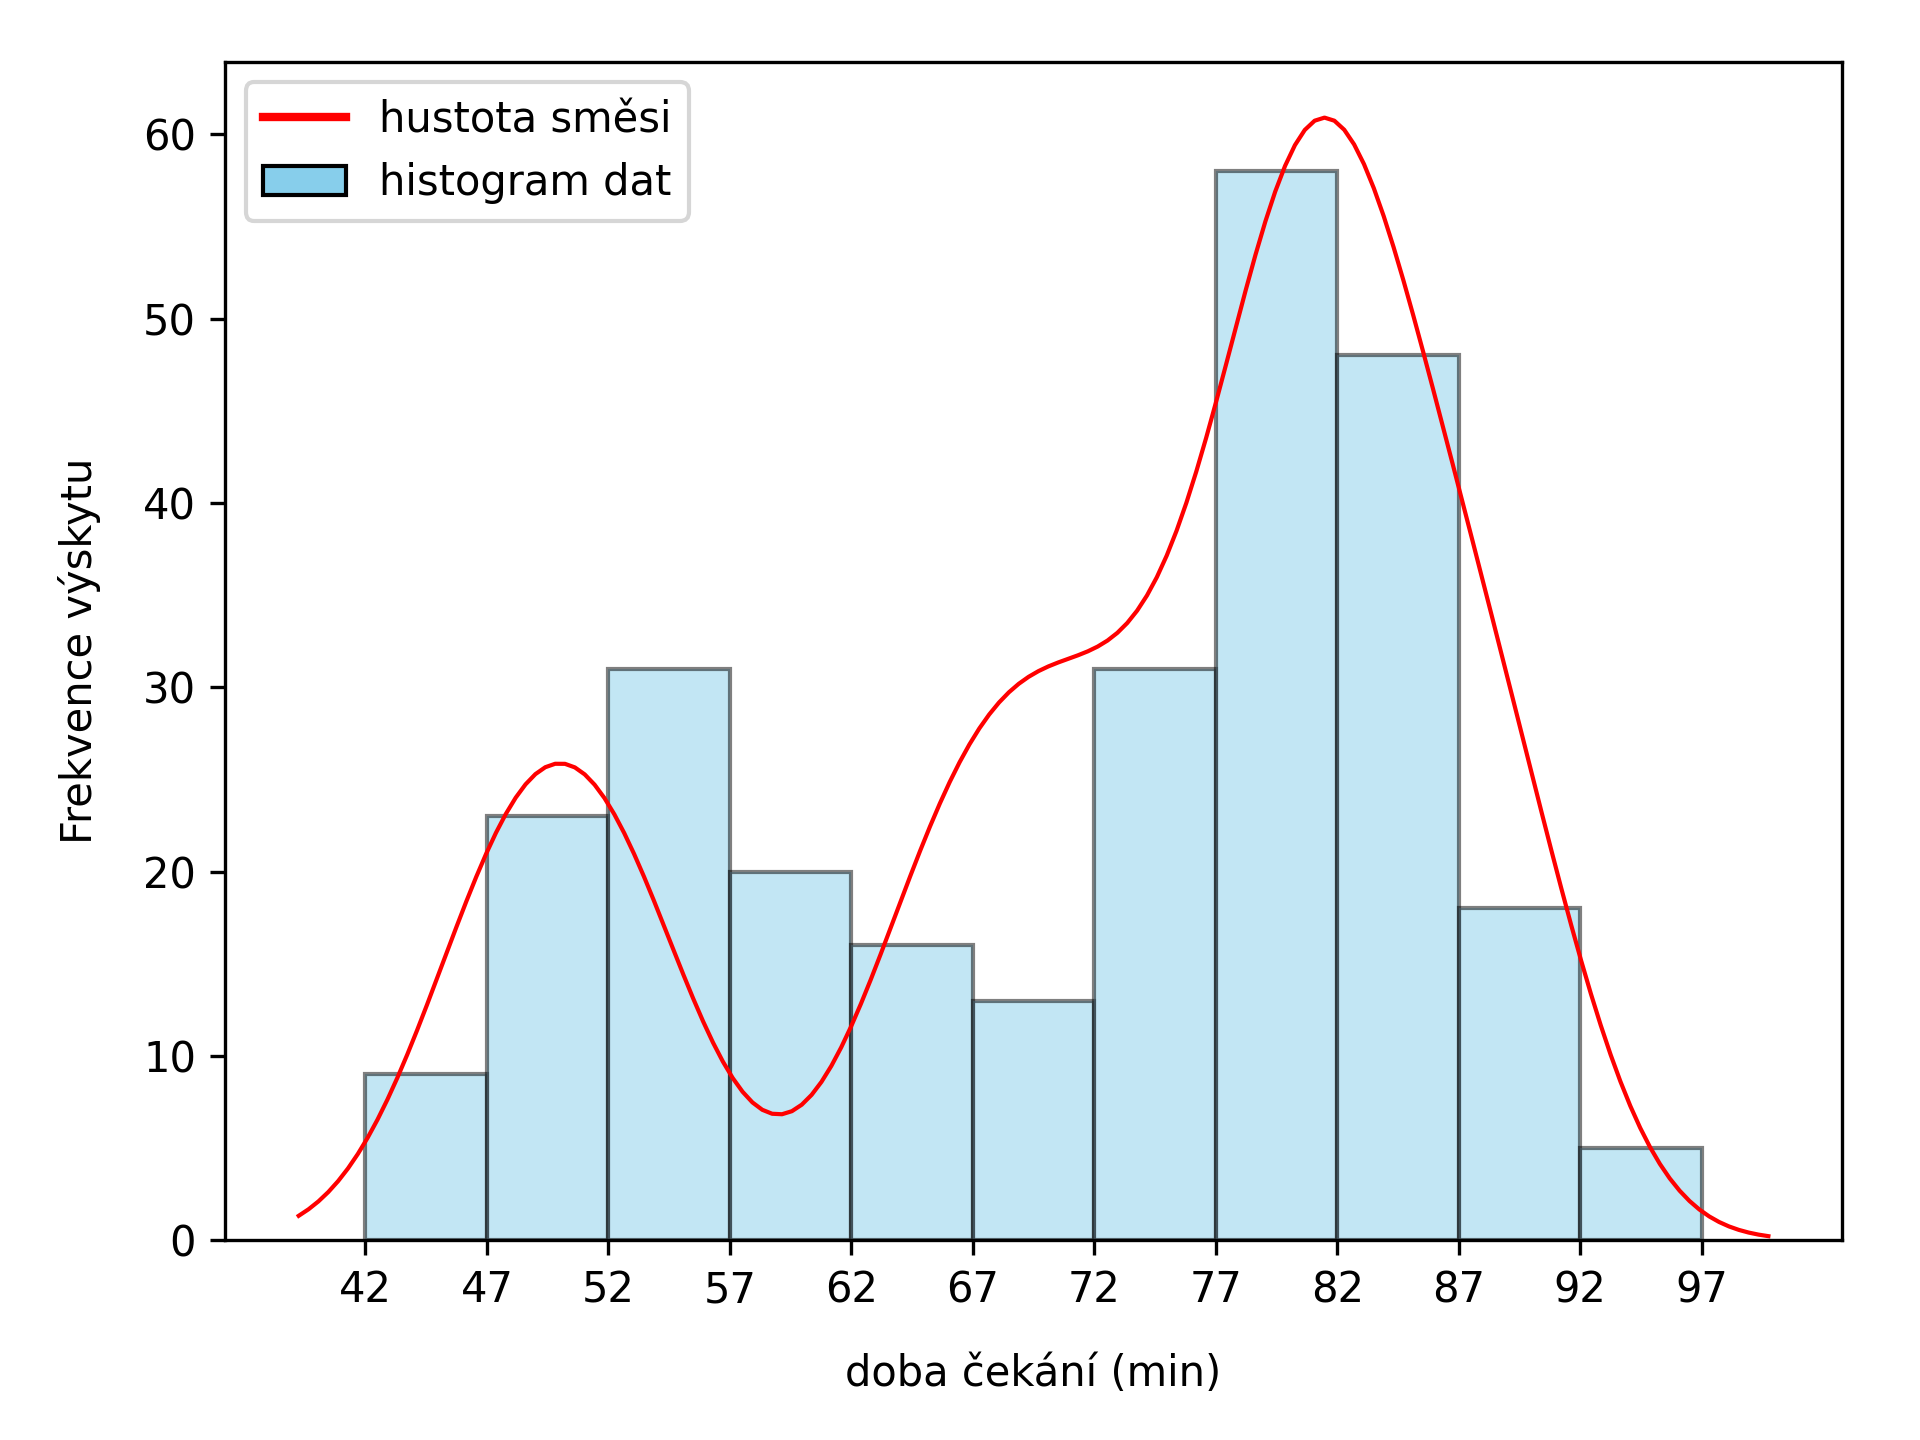 hustota směsi
histogram dat
60
50
40
30
20
10
0
Frekvence výskytu
42 47 52 57 62 67 72 77 82 87 92 97
doba čekání (min)